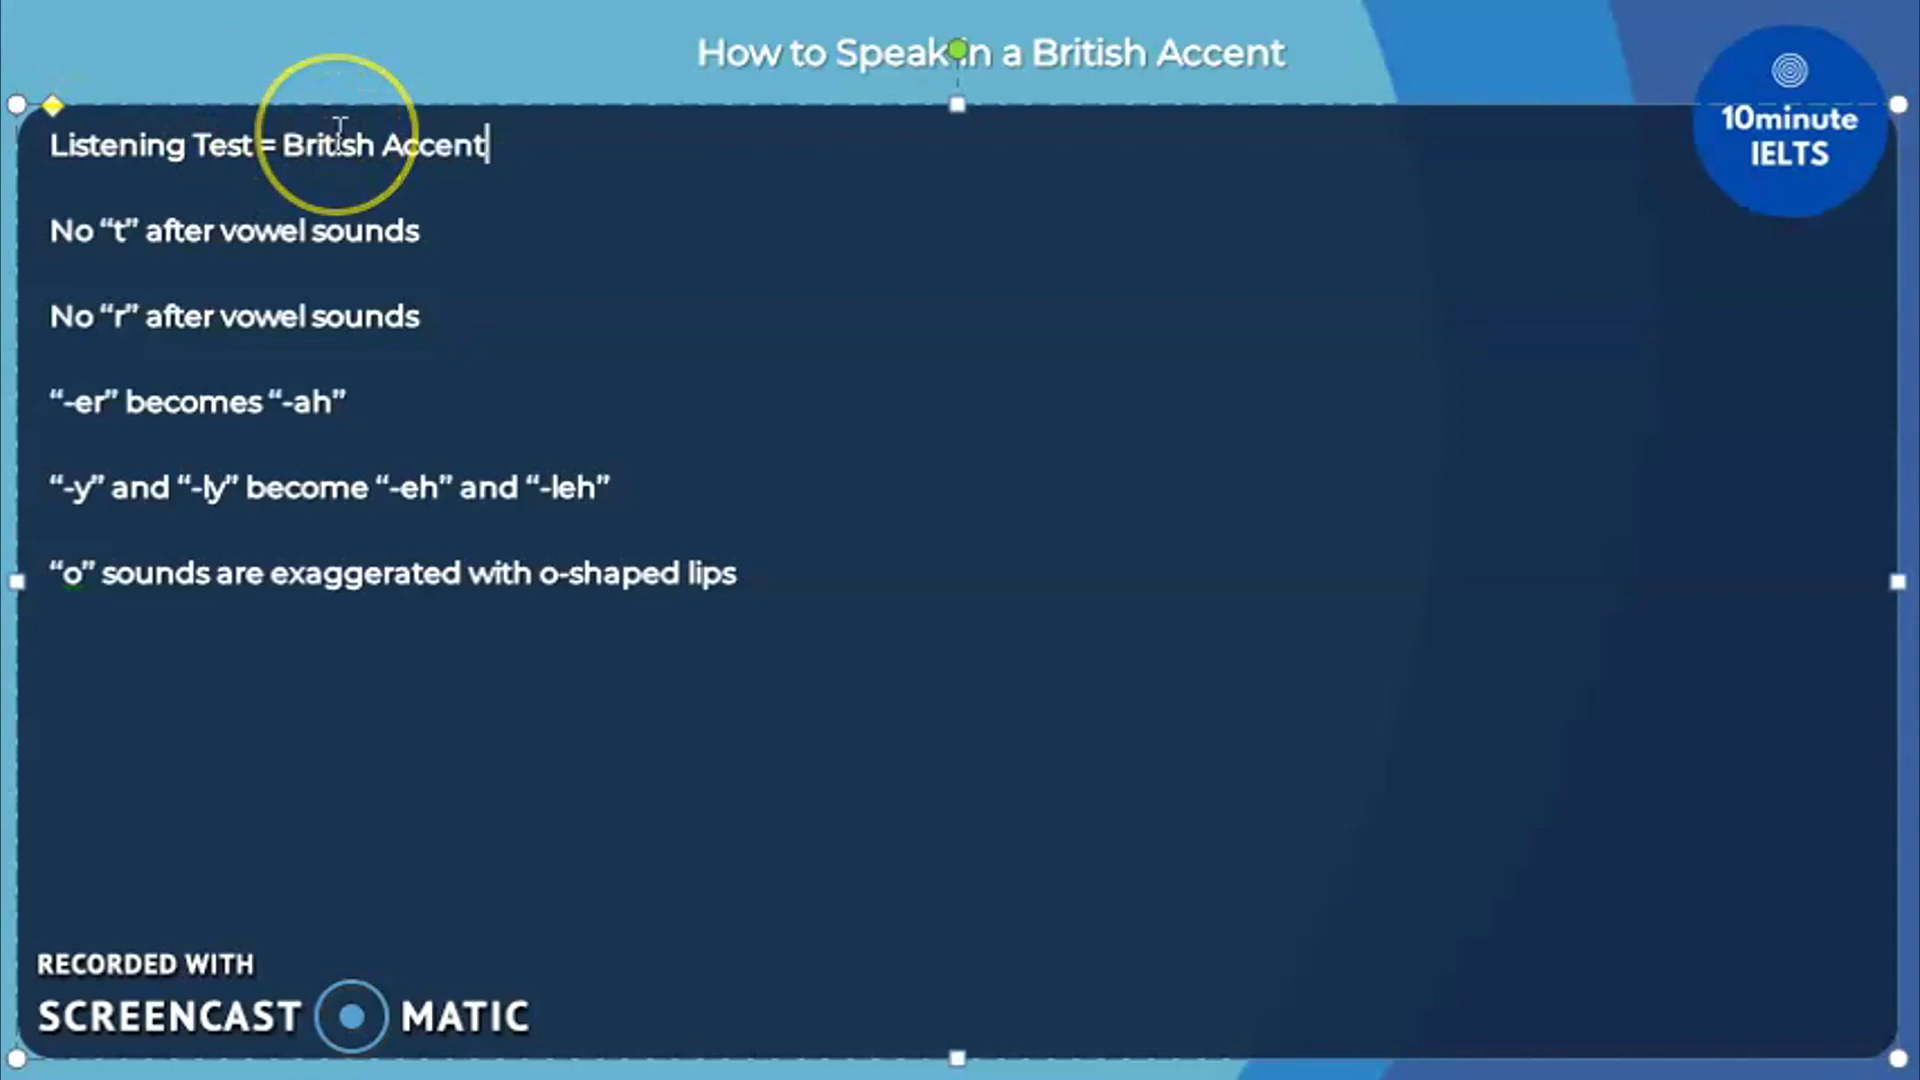 How to Speak in a British Accent
10minute
IELTS
Listening Test = British Accent
No “t” after vowel sounds
No “r” after vowel sounds
“-er” becomes “-ah”
“-y” and “-ly” become “-eh” and “-leh”
“o” sounds are exaggerated with o-shaped lips
RECORDED WITH
SCREENCAST MATIC